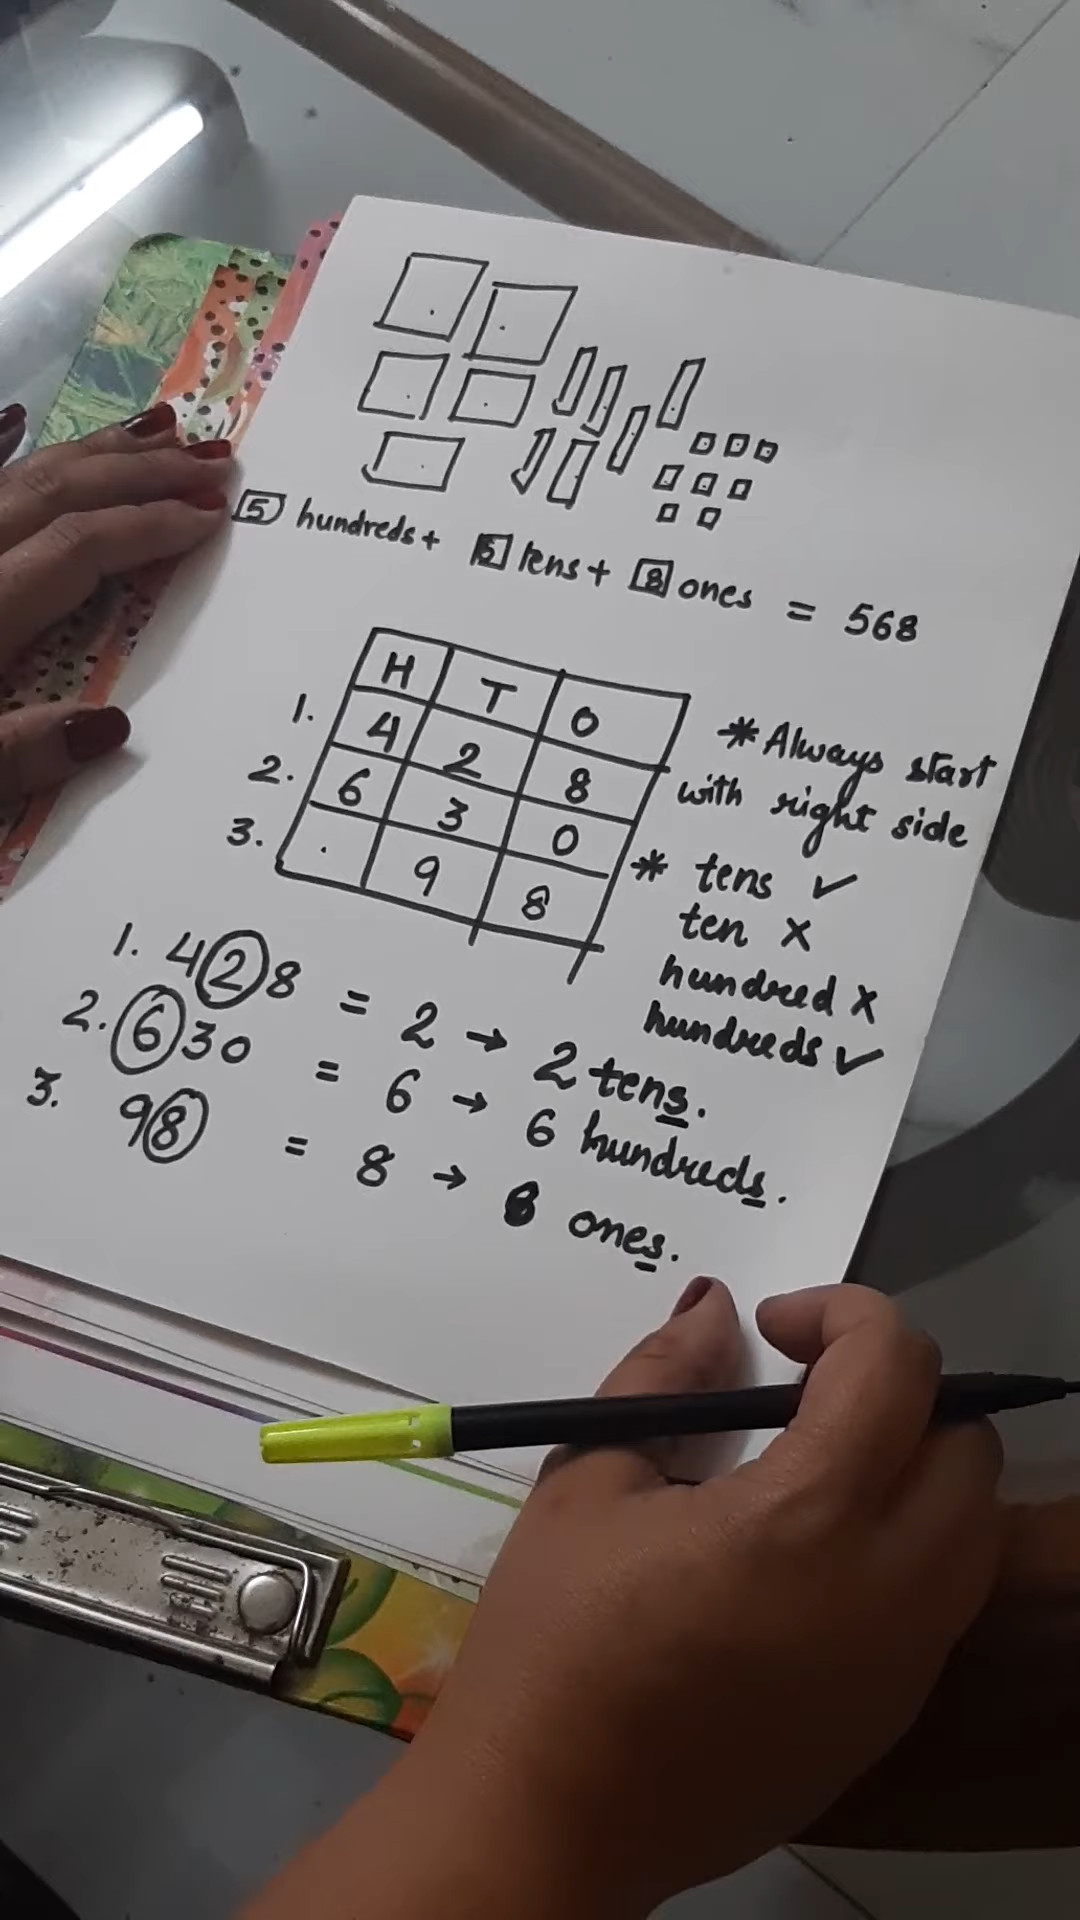 5 hundreds + 6 tens + 8 ones = 568
H T O
1. 4 2 8
2. 6 3 0
3. . 9 8
* Always start
with right side
* tens ✓
ten x
hundred x
hundreds ✓
1. 428 = 2 → 2 tens.
2. 630 = 6 → 6 hundreds.
3. 98 = 8 → 8 ones.